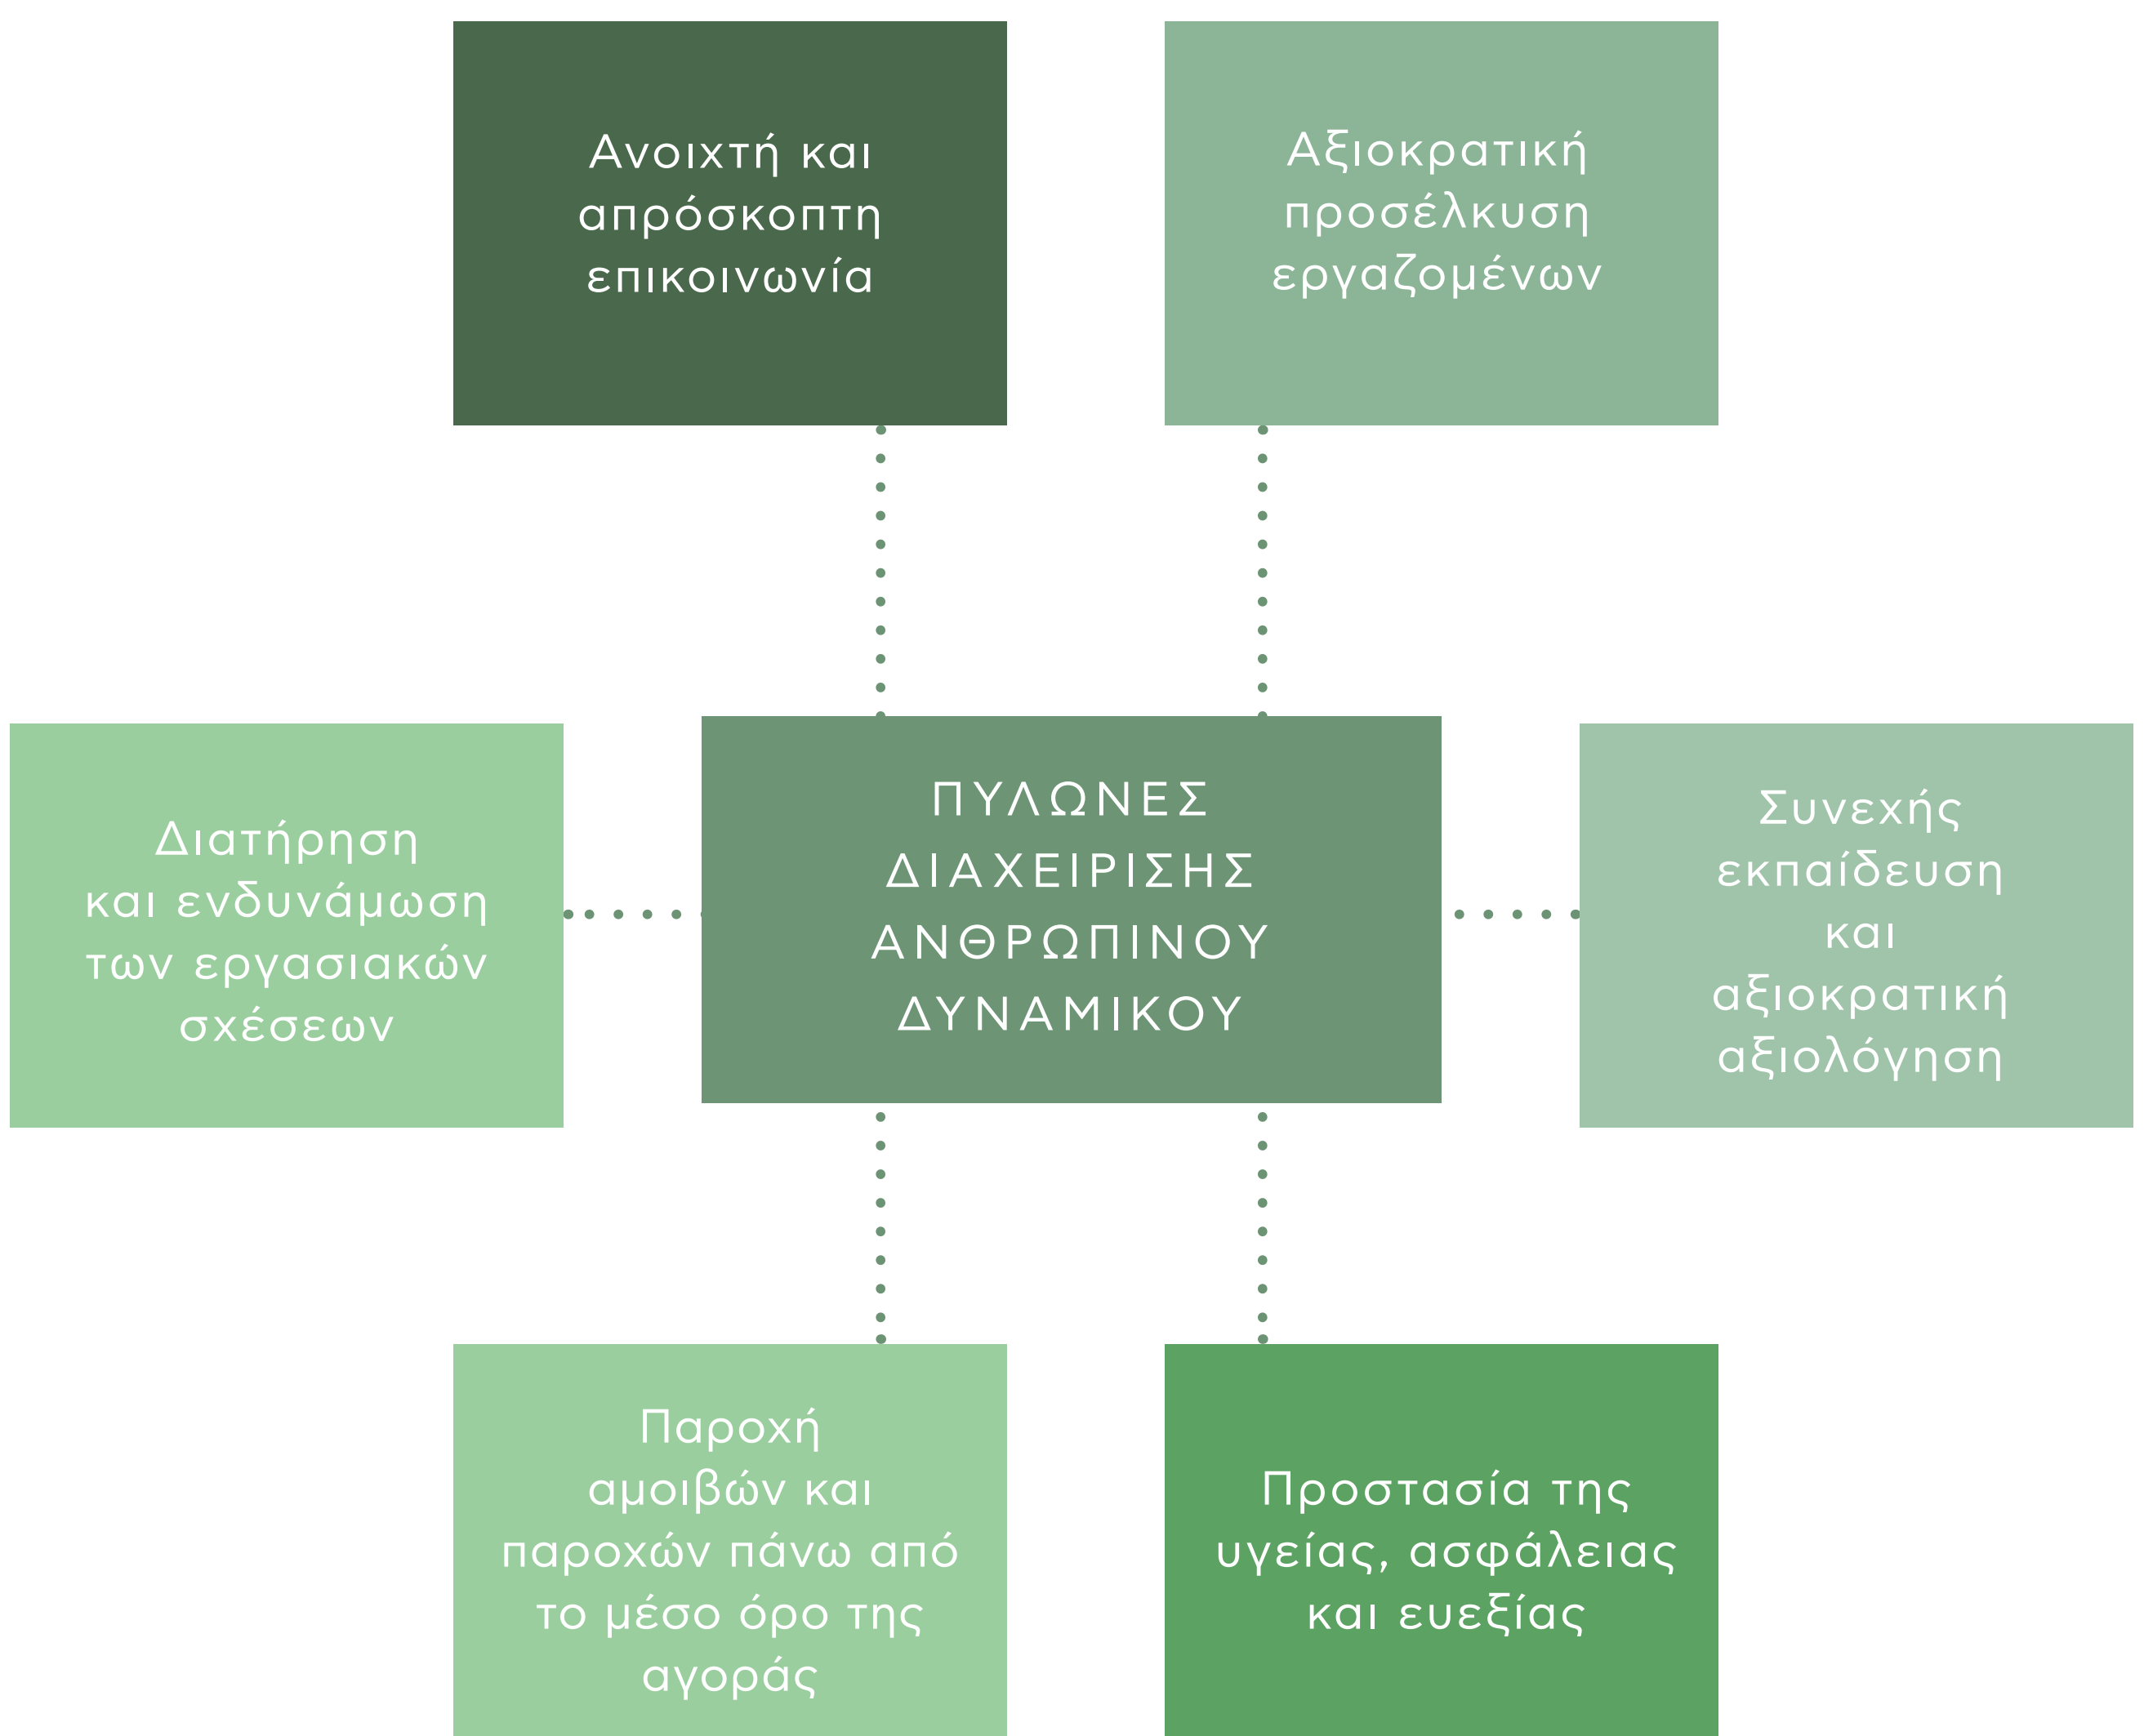 Ανοιχτή και
απρόσκοπτη
επικοινωνία
Αξιοκρατική
προσέλκυση
εργαζομένων
Διατήρηση
και ενδυνάμωση
των εργασιακών
σχέσεων
ΠΥΛΩΝΕΣ
ΔΙΑΧΕΙΡΙΣΗΣ
ΑΝΘΡΩΠΙΝΟΥ
ΔΥΝΑΜΙΚΟΥ
Συνεχής
εκπαίδευση
και
αξιοκρατική
αξιολόγηση
Παροχή
αμοιβών και
παροχών πάνω από
το μέσο όρο της
αγοράς
Προστασία της
υγείας, ασφάλειας
και ευεξίας